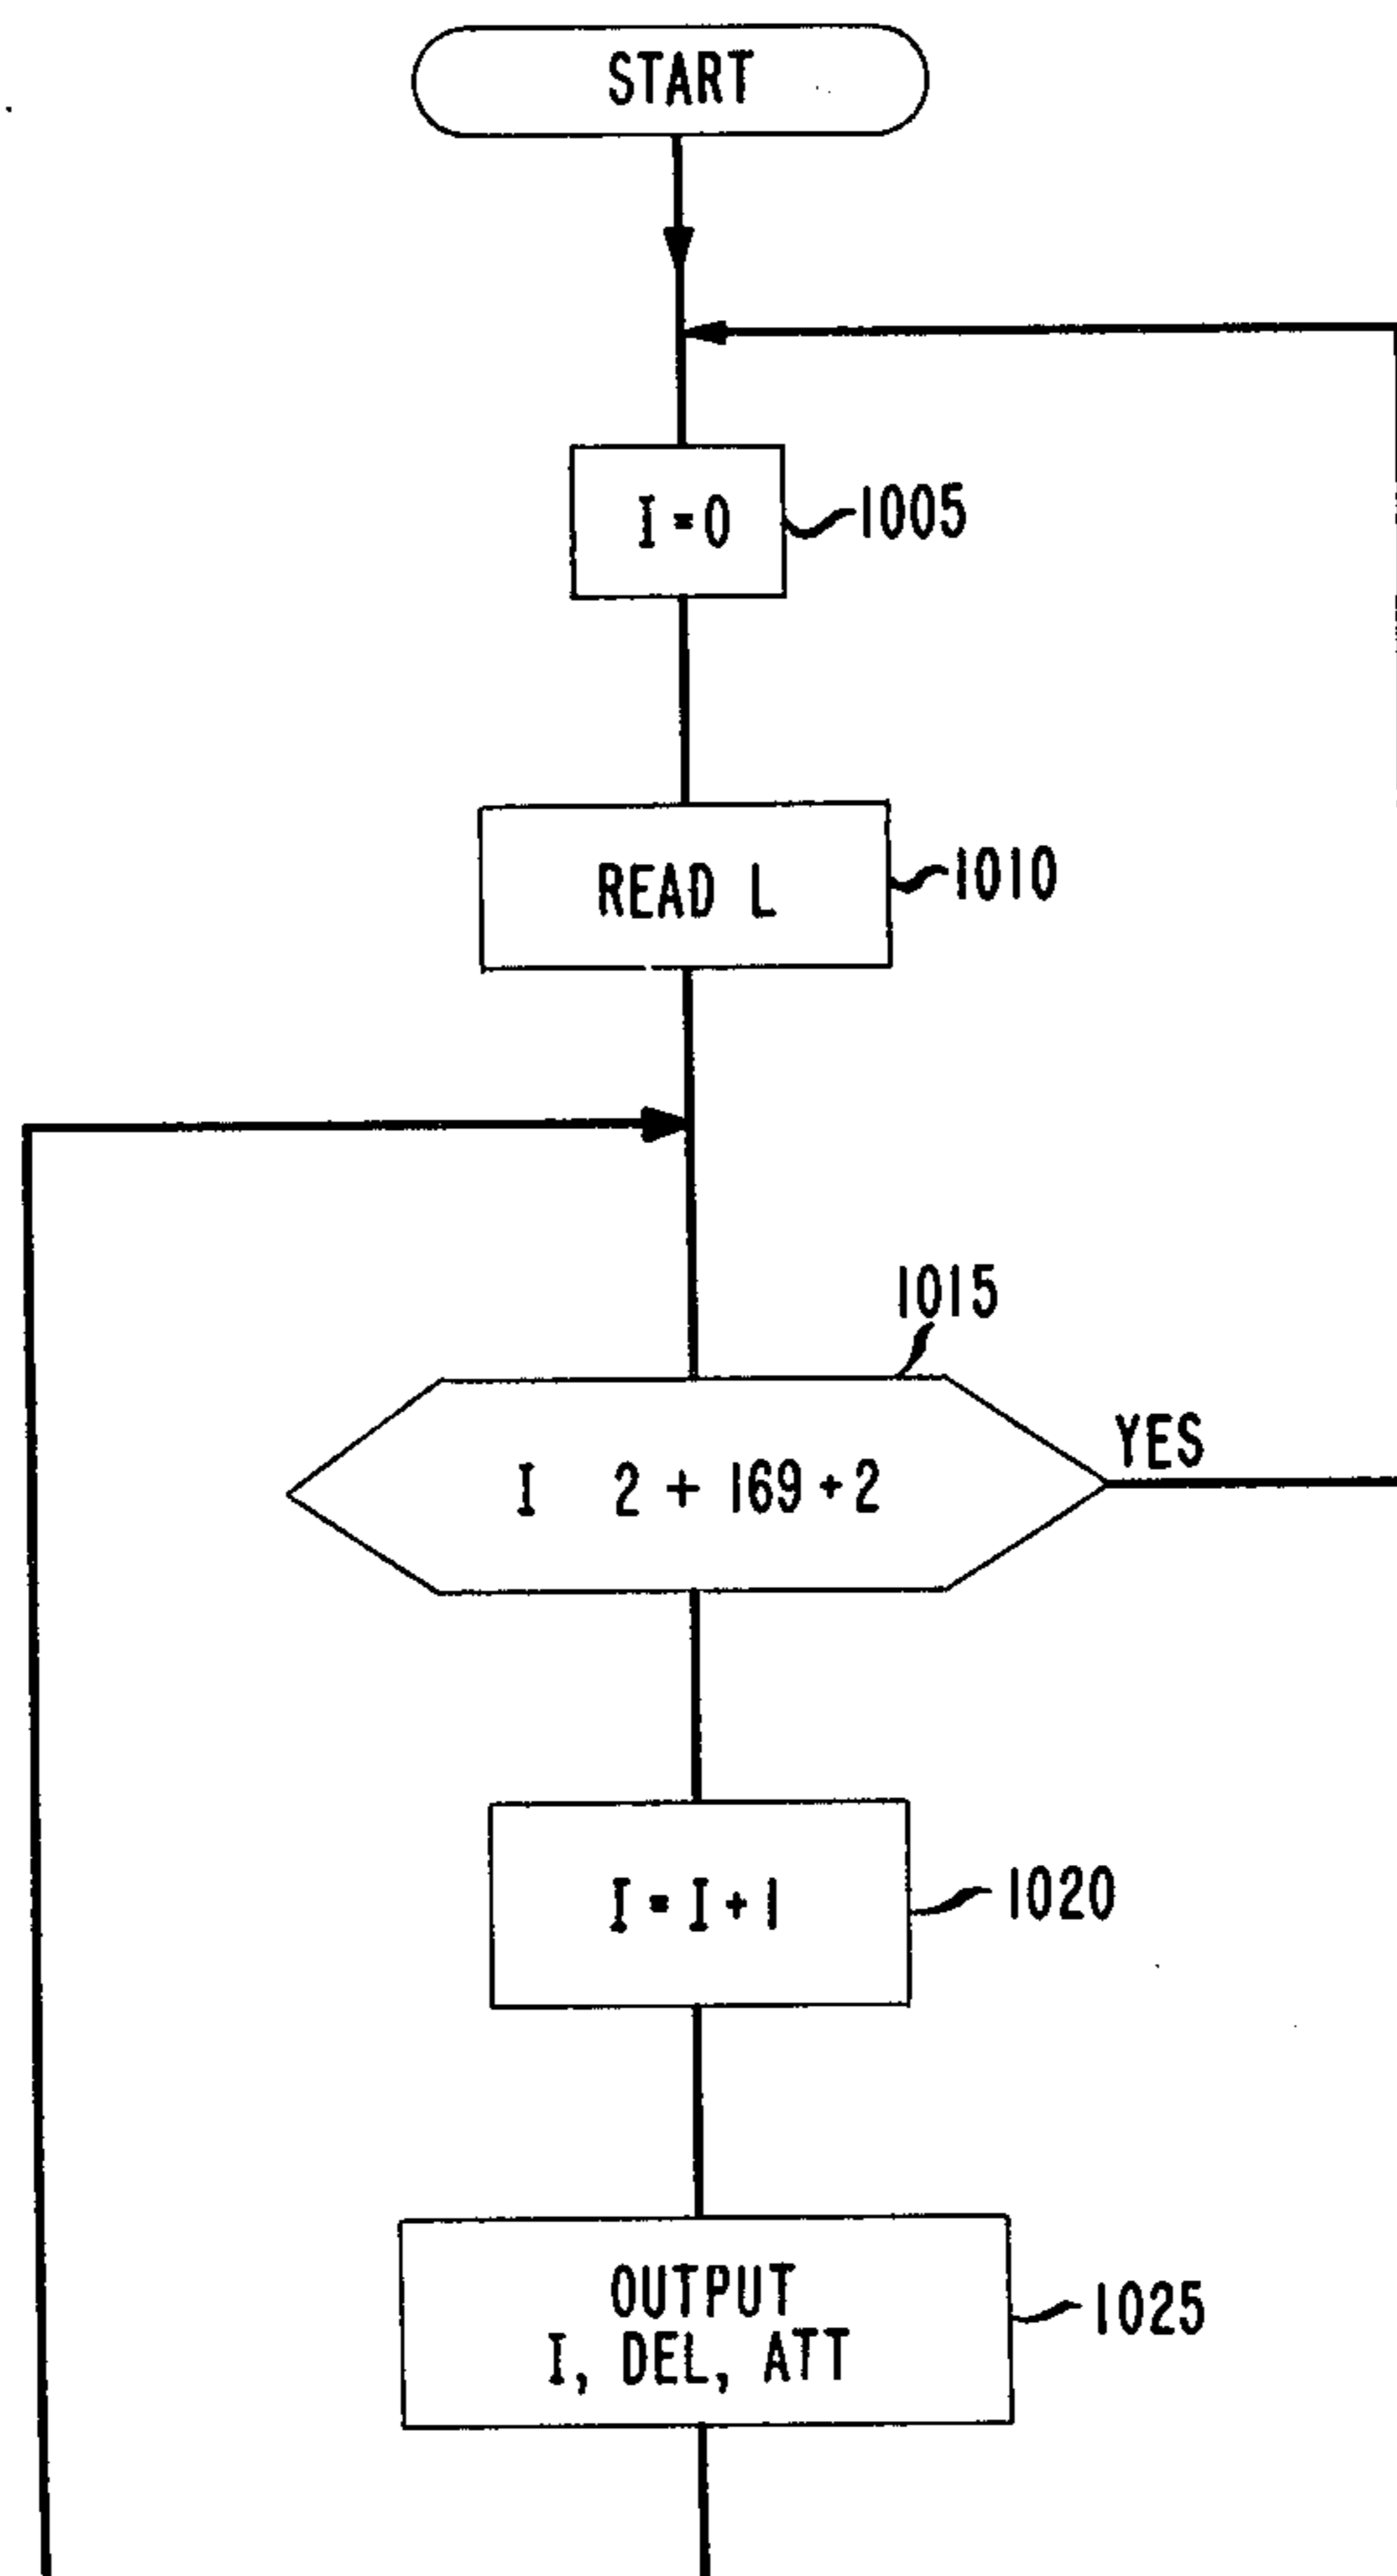 START
I = 0
1005
READ L
1010
1015
I 2 + 169 + 2
YES
I = I + 1
1020
OUTPUT
I, DEL, ATT
1025